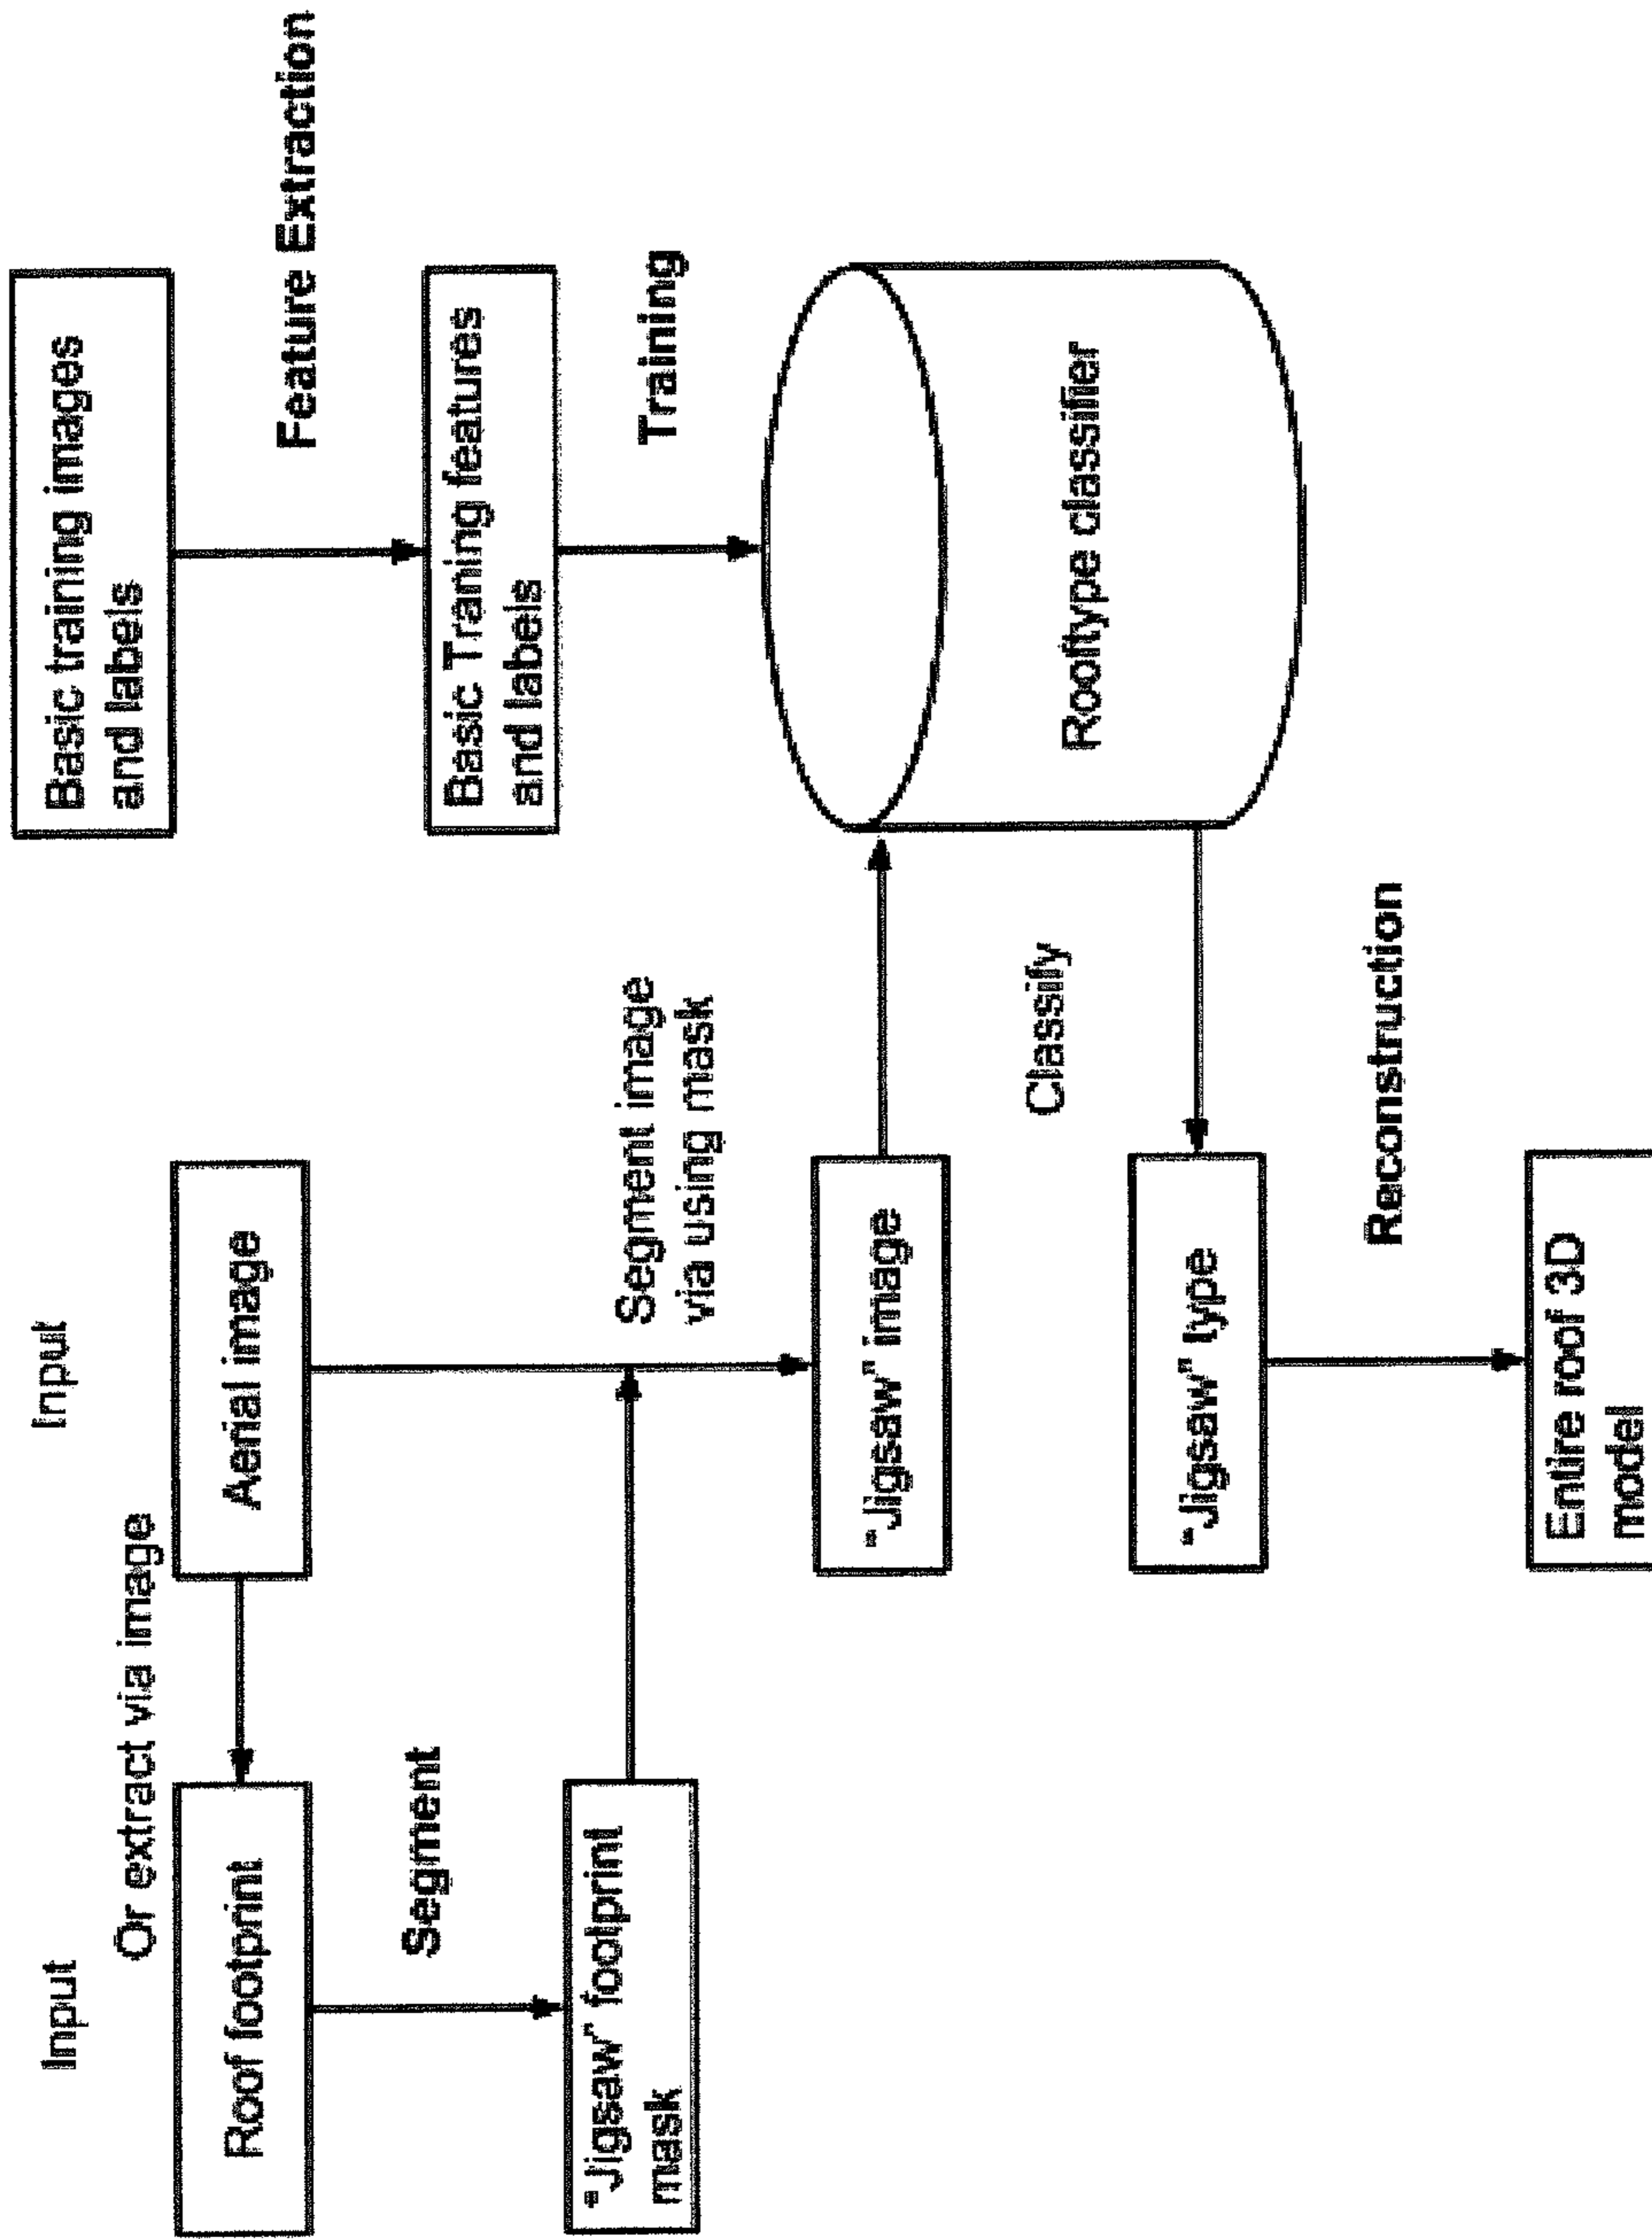 Input
Input
Or extract via image
Roof footprint
Aerial image
Basic training images
and labels
Feature Extraction
Segment
Basic Traning features
and labels
"Jigsaw" footprint
mask
Segment image
via using mask
Training
"Jigsaw" image
Rooftype classifier
Classify
"Jigsaw" type
Reconstruction
Entire roof 3D
model